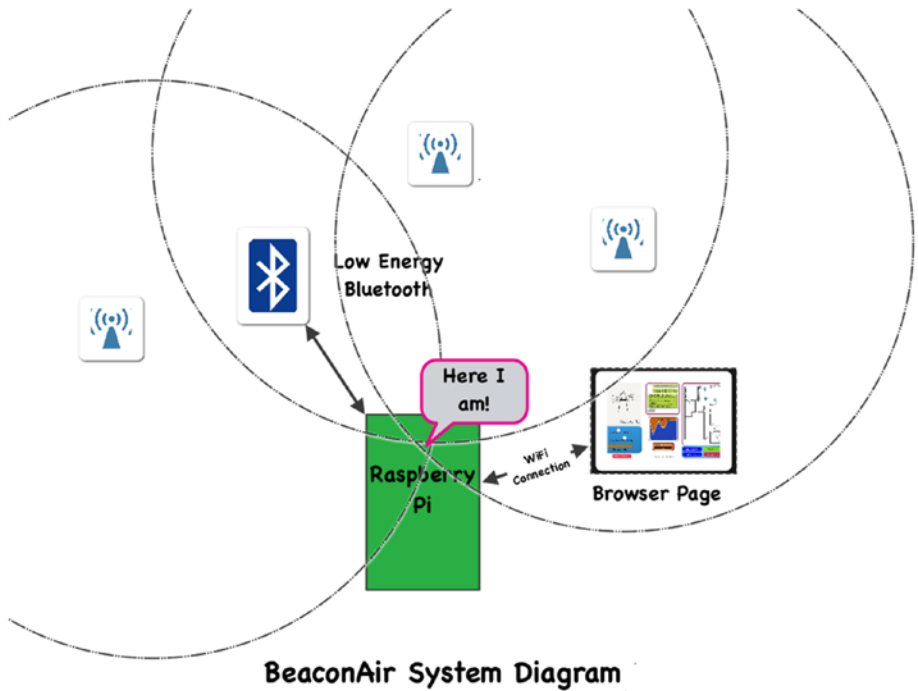 Low Energy
Bluetooth
Here I
am!
Raspberry
Pi
WiFi
Connection
Browser Page
BeaconAir System Diagram